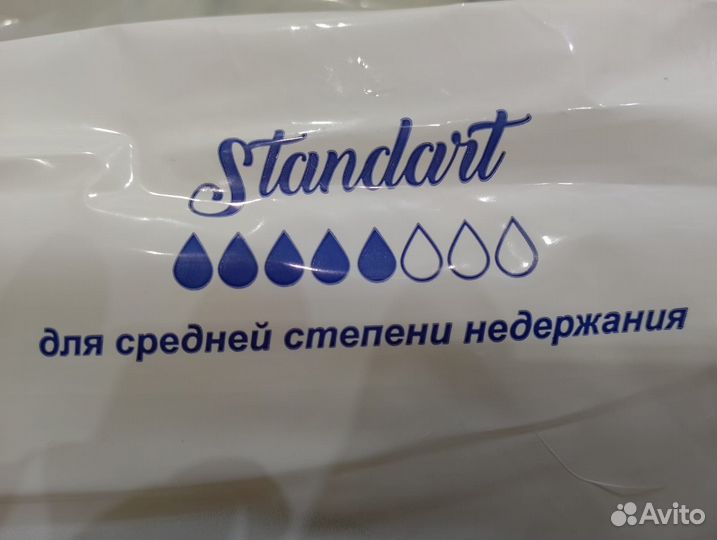 Standart
для средней степени недержания
Avito